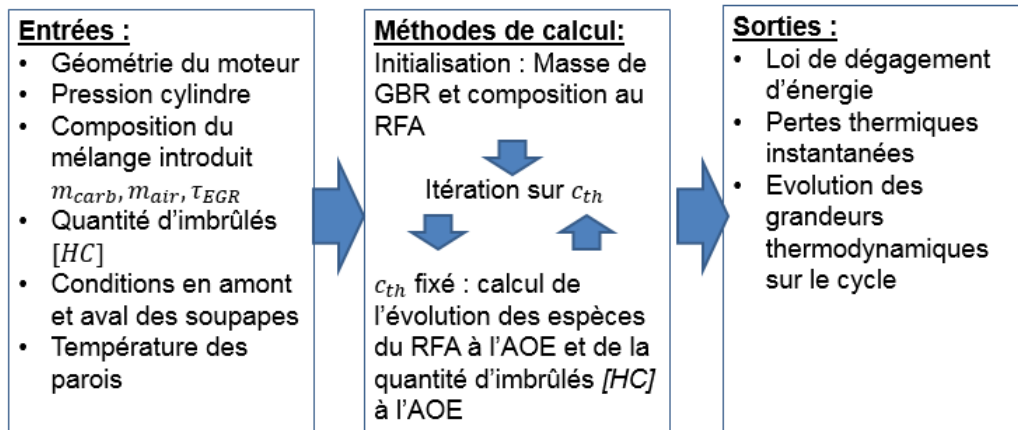 Entrées :
• Géométrie du moteur
• Pression cylindre
• Composition du
mélange introduit
m_carb, m_air, τ_EGR
• Quantité d'imbrûlés
[HC]
• Conditions en amont
et aval des soupapes
• Température des
parois
Méthodes de calcul:
Initialisation : Masse de
GBR et composition au
RFA
Itération sur c_th
c_th fixé : calcul de
l'évolution des espèces
du RFA à l'AOE et de la
quantité d'imbrûlés [HC]
à l'AOE
Sorties :
• Loi de dégagement
d'énergie
• Pertes thermiques
instantanées
• Evolution des
grandeurs
thermodynamiques
sur le cycle